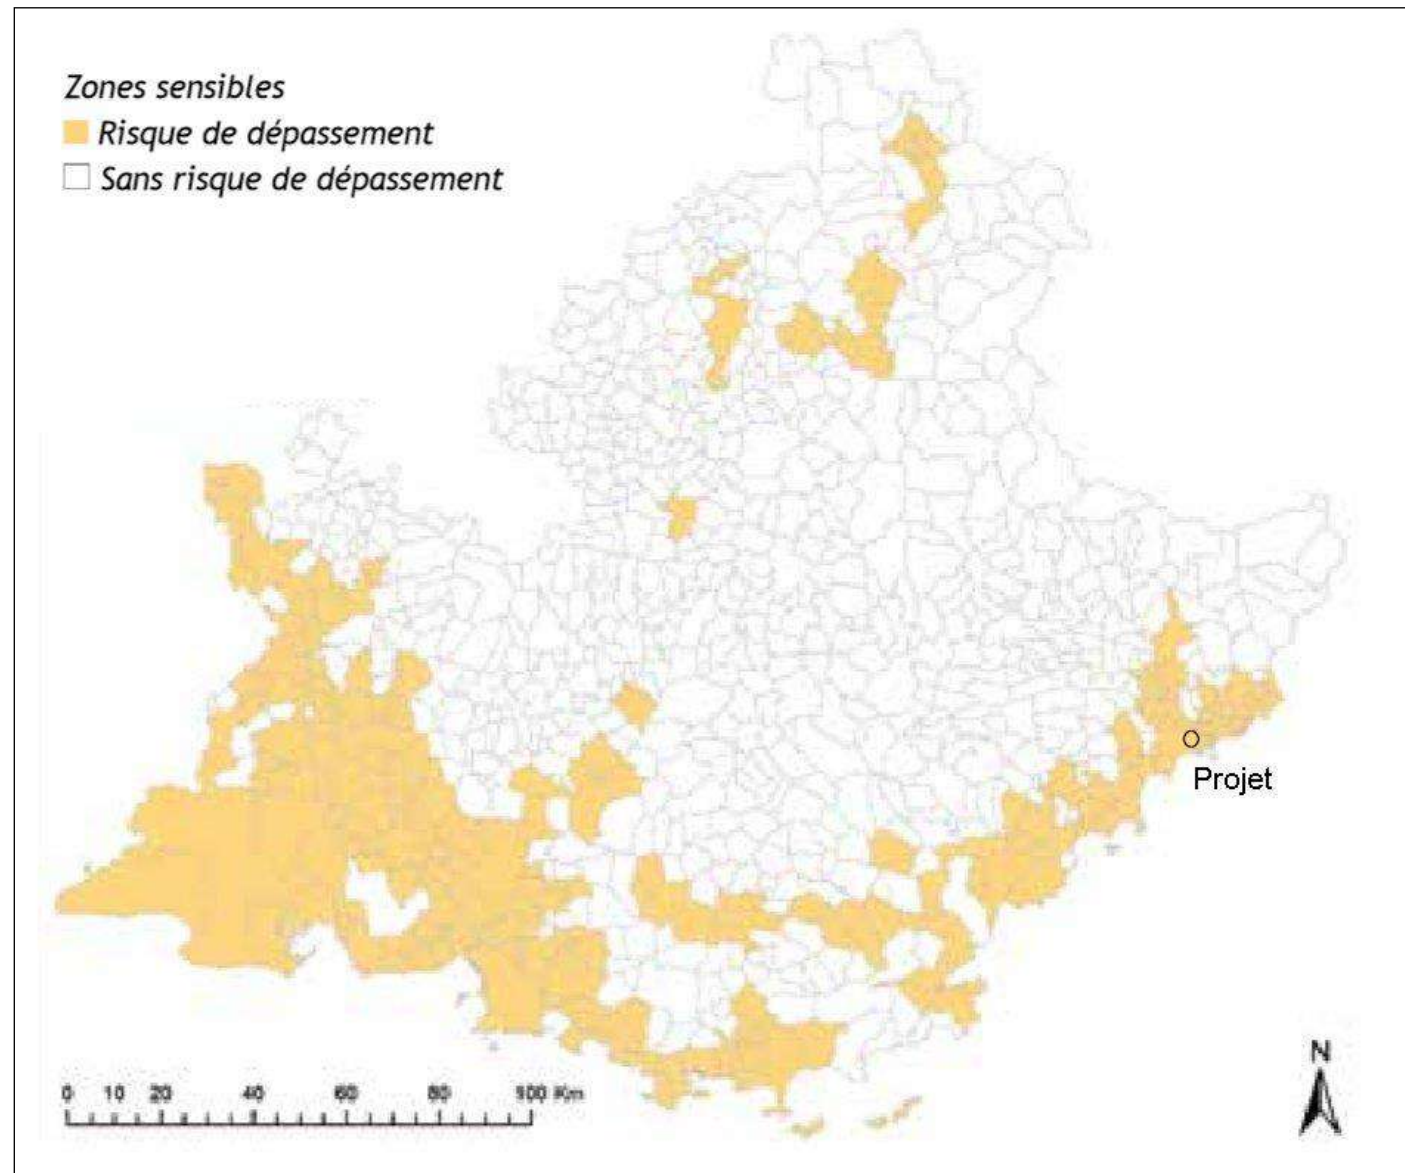 Zones sensibles
Risque de dépassement
Sans risque de dépassement
Projet
N
0 10 20 40 60 80 100 Km